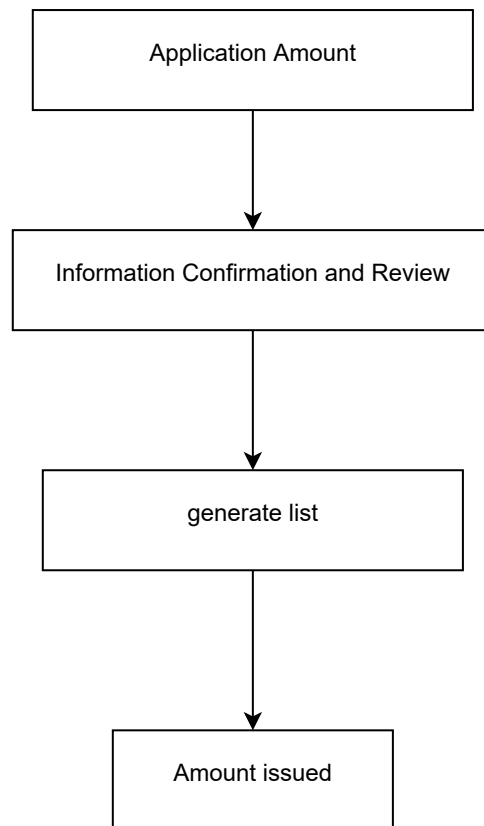 Application Amount
Information Confirmation and Review
generate list
Amount issued